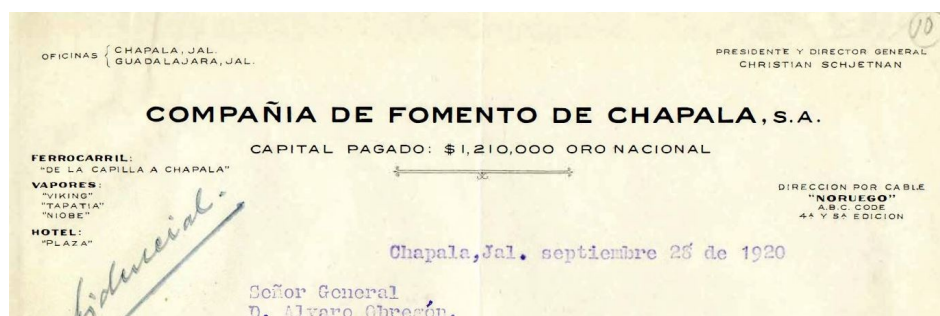 OFICINAS { CHAPALA, JAL.
GUADALAJARA, JAL.
PRESIDENTE Y DIRECTOR GENERAL
CHRISTIAN SCHJETNAN
COMPAÑIA DE FOMENTO DE CHAPALA, S.A.
CAPITAL PAGADO: $1,210,000 ORO NACIONAL
FERROCARRIL:
"DE LA CAPILLA A CHAPALA"
VAPORES:
"VIKING"
"TAPATIA"
"NIOBE"
HOTEL:
"PLAZA"
DIRECCION POR CABLE
"NORUEGO"
A.B.C. CODE
4ª Y 5ª EDICION
Chapala,Jal. septiembre 28 de 1920
Señor General
D. Alvaro Obregón.